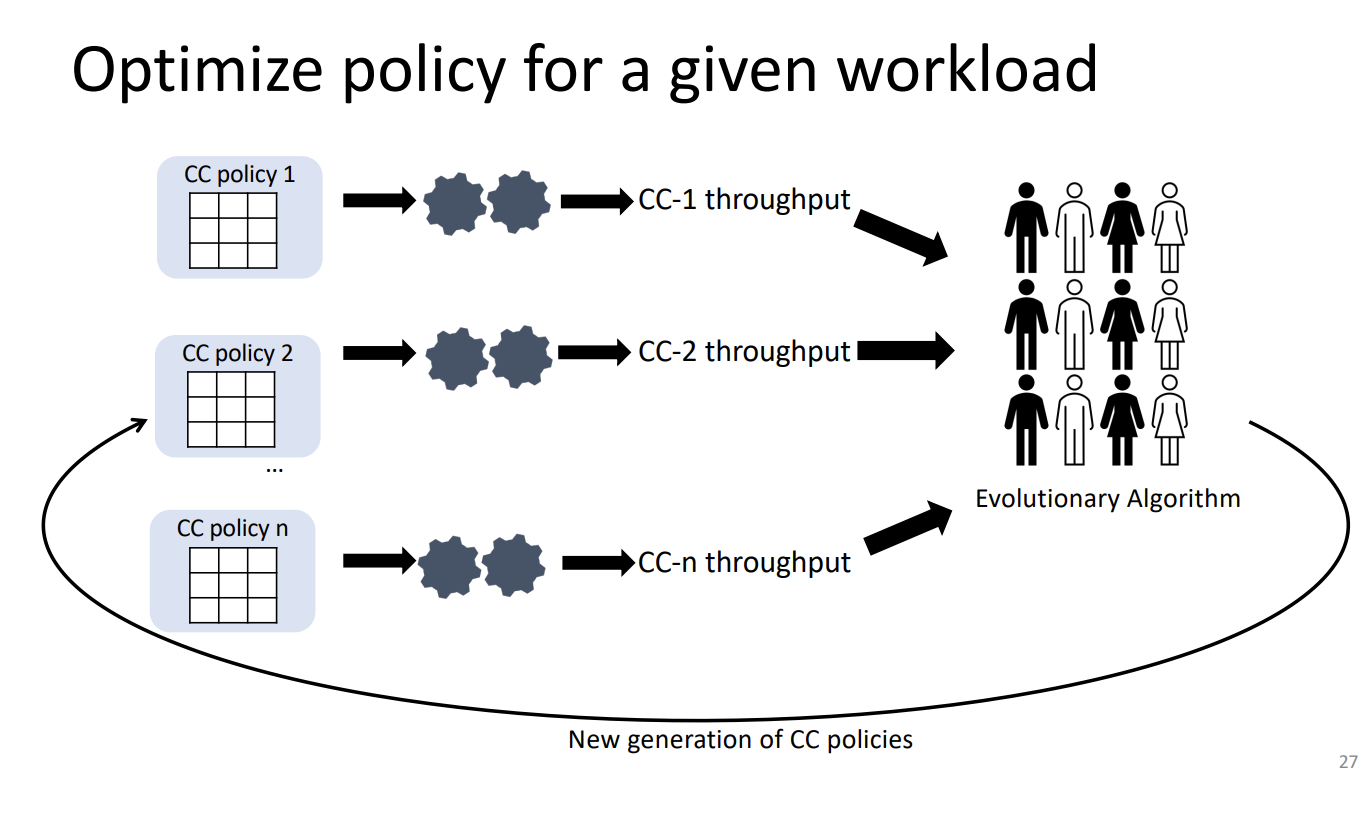 Optimize policy for a given workload
CC policy 1
CC-1 throughput
CC policy 2
CC-2 throughput
...
CC policy n
CC-n throughput
Evolutionary Algorithm
New generation of CC policies
27